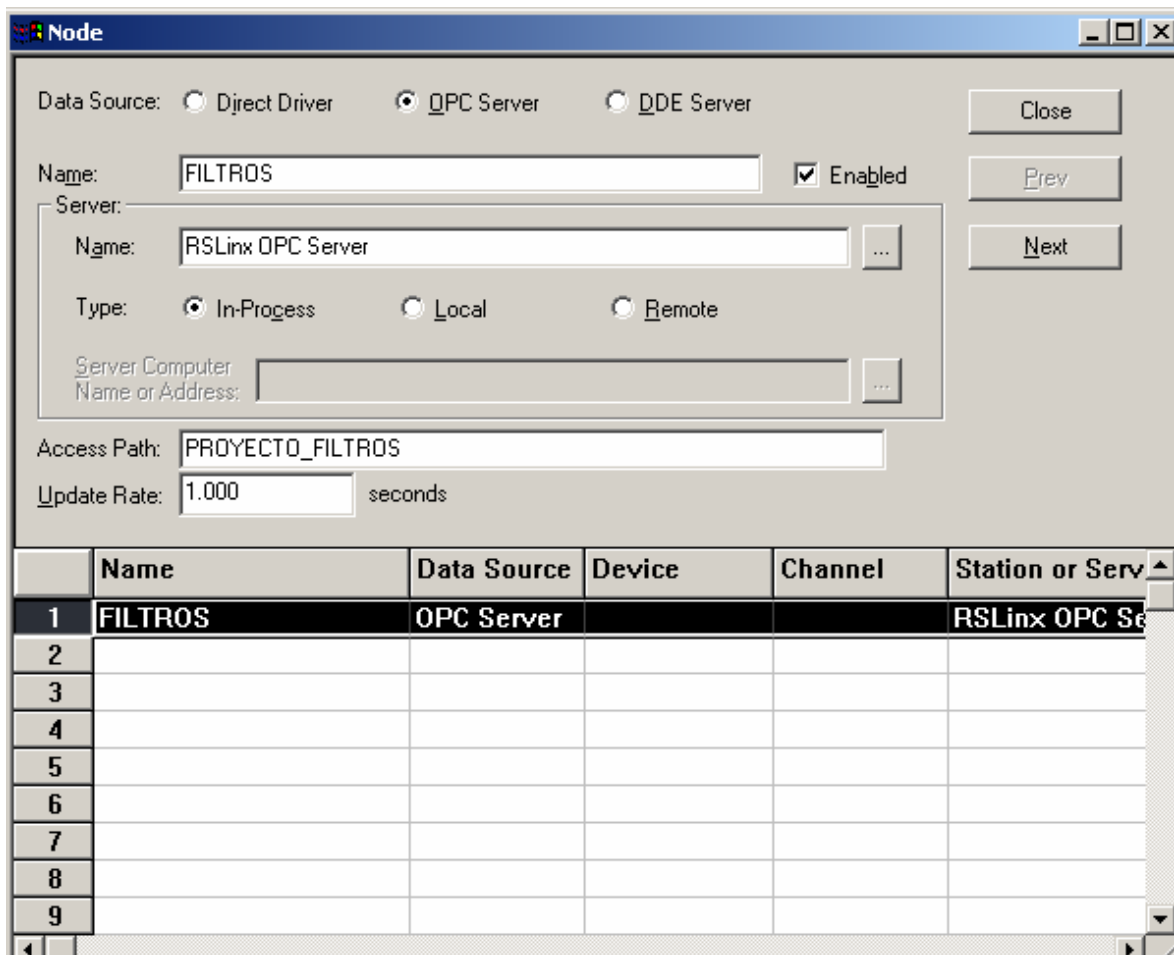 Node
Data Source: Direct Driver OPC Server DDE Server Close
Name: FILTROS Enabled Prev
Server:
Name: RSLinx OPC Server ... Next
Type: In-Process Local Remote
Server Computer
Name or Address: ...
Access Path: PROYECTO_FILTROS
Update Rate: 1.000 seconds
Name Data Source Device Channel Station or Serv
1 FILTROS OPC Server RSLinx OPC Se
2
3
4
5
6
7
8
9